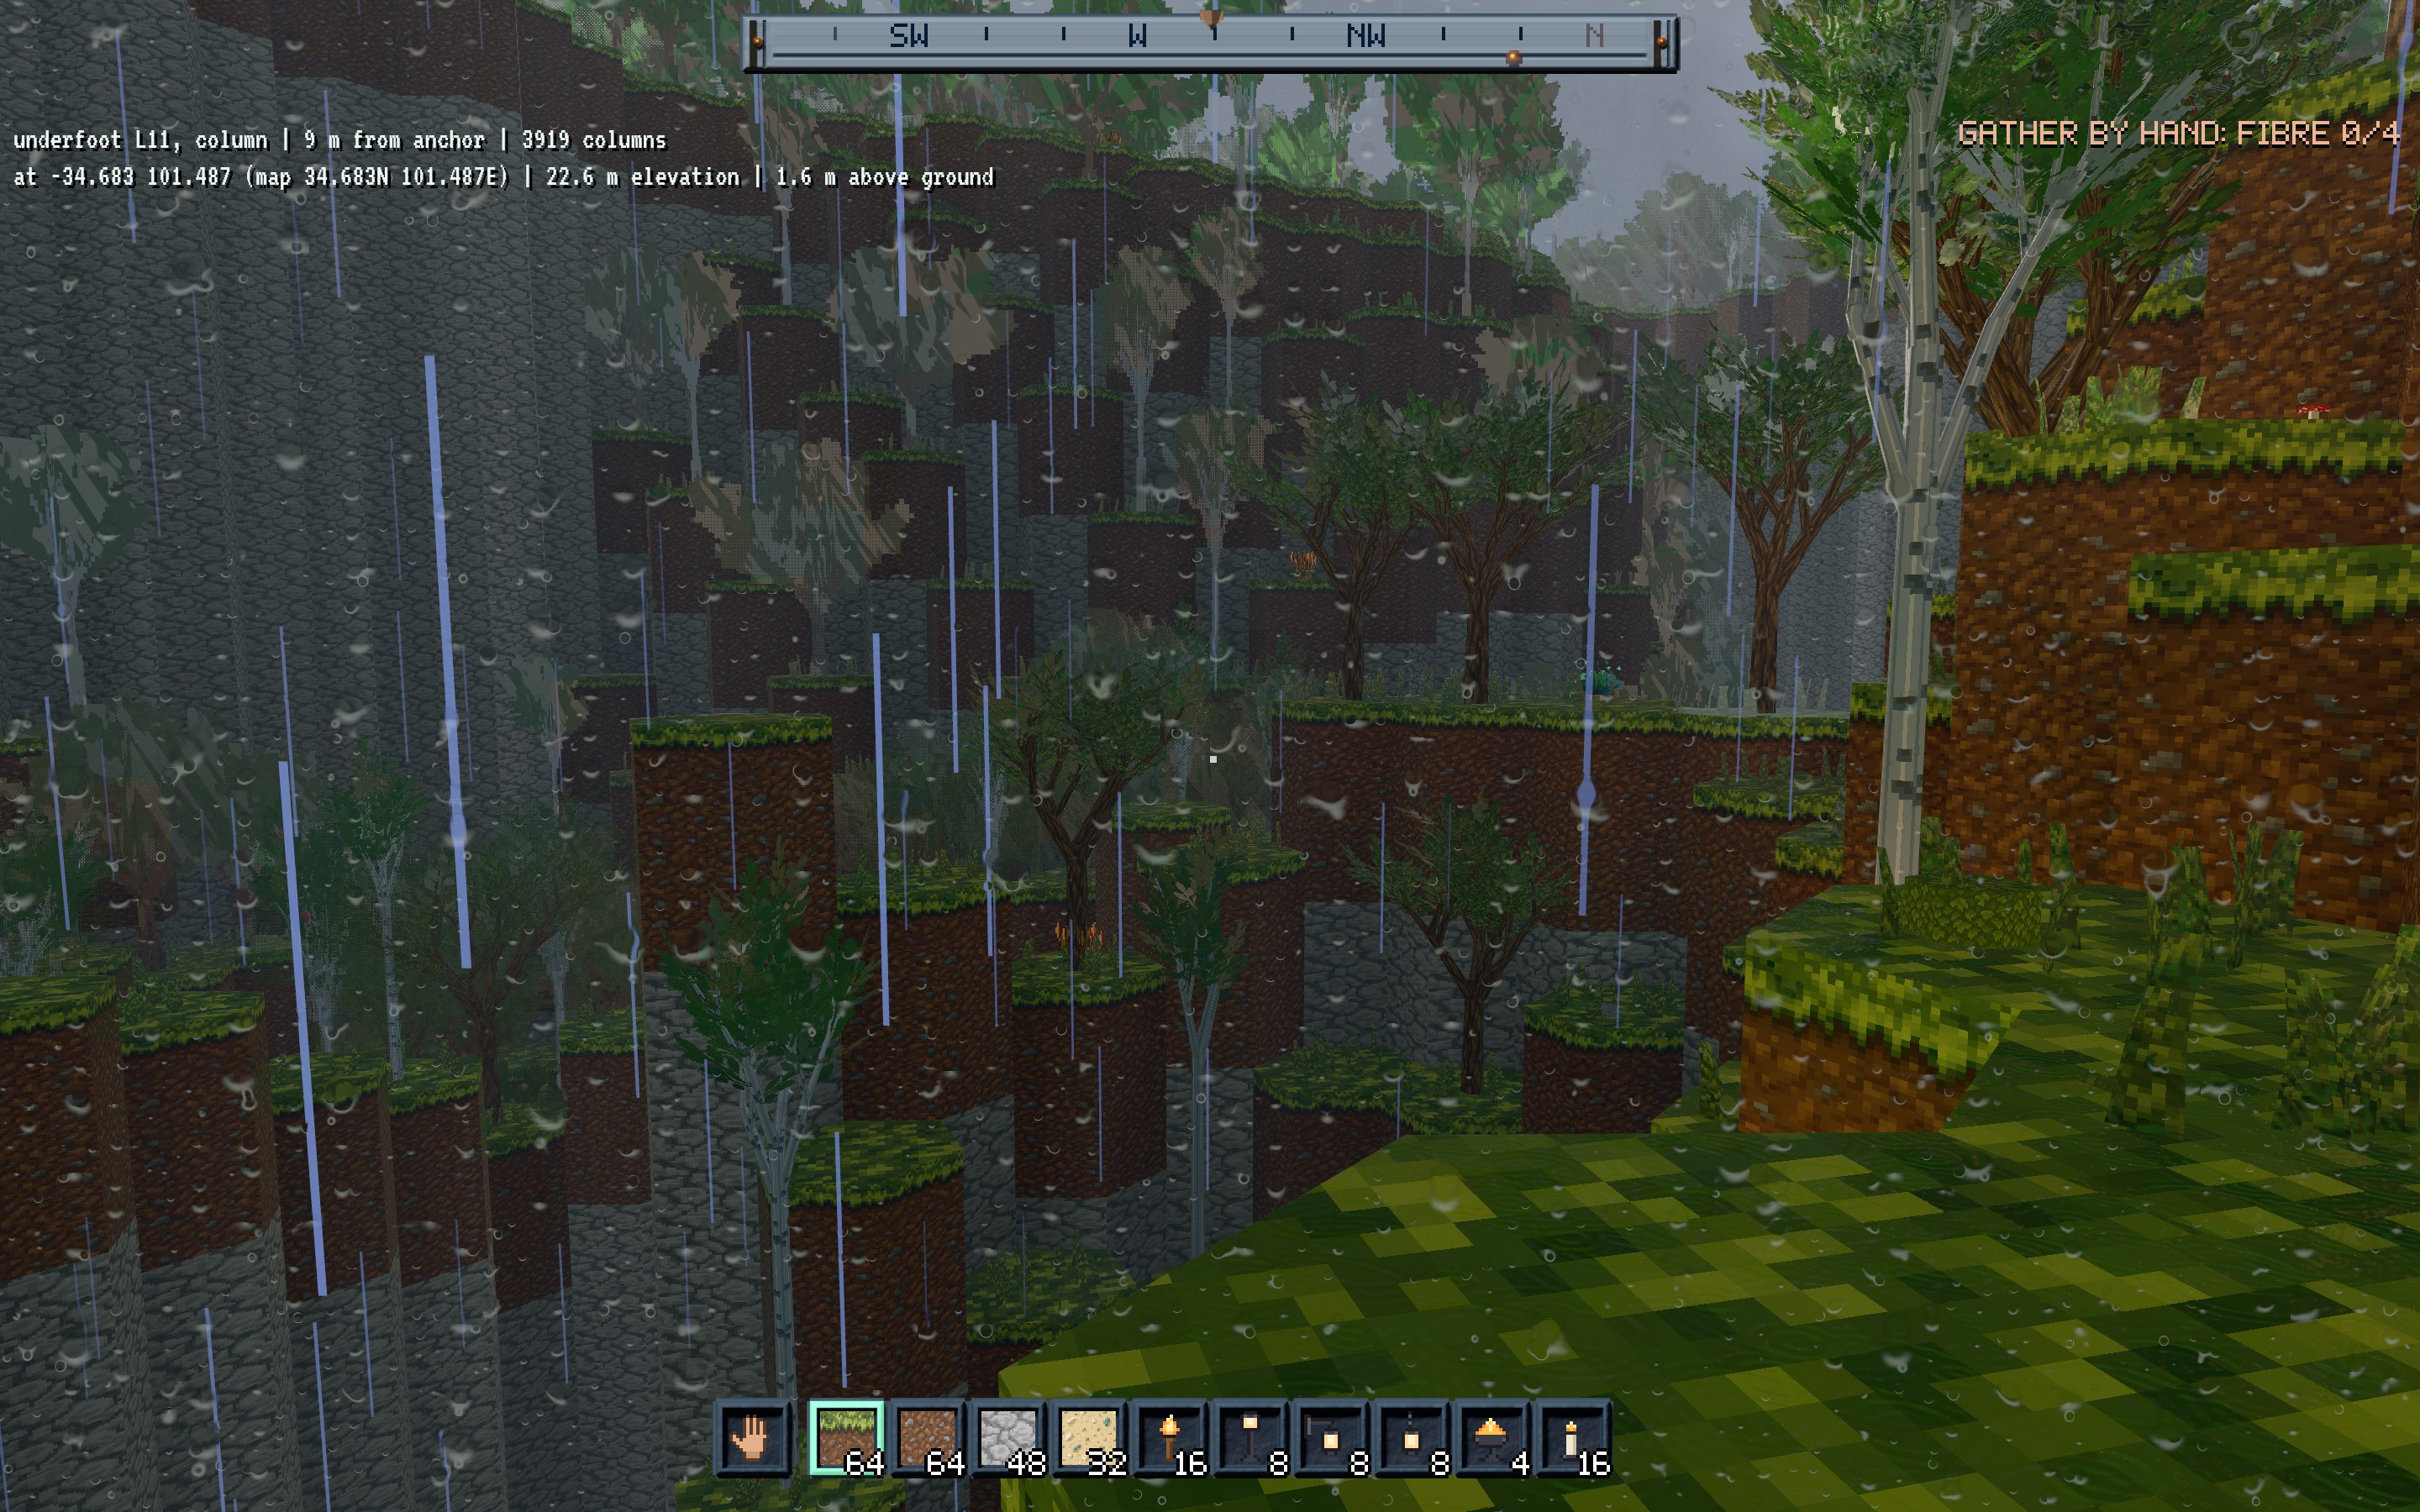 SW W NW N
underfoot L11, column | 9 m from anchor | 3919 columns
at -34.683 101.487 (map 34.683N 101.487E) | 22.6 m elevation | 1.6 m above ground
GATHER BY HAND: FIBRE 0/4
64 64 48 32 16 8 8 8 4 16